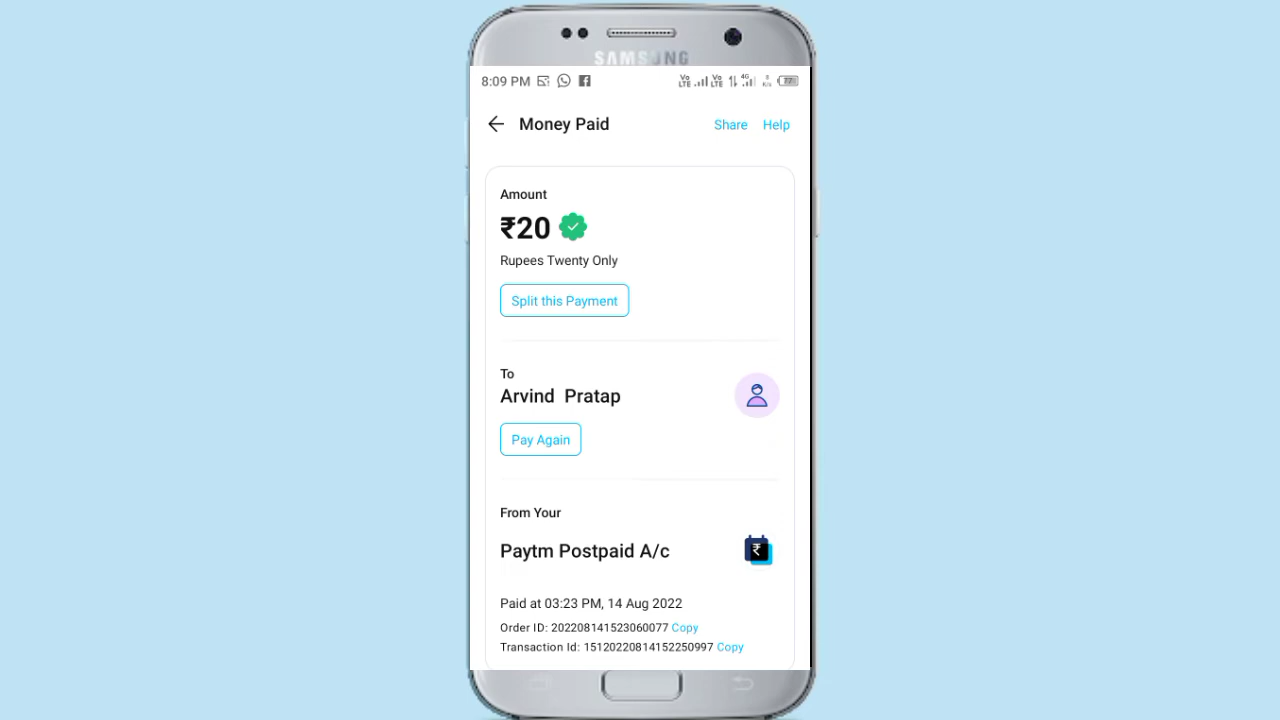 SAMSUNG
8:09 PM
Money Paid Share Help
Amount
₹20
Rupees Twenty Only
Split this Payment
To
Arvind Pratap
Pay Again
From Your
Paytm Postpaid A/c
₹
Paid at 03:23 PM, 14 Aug 2022
Order ID: 202208141523060077 Copy
Transaction Id: 15120220814152250997 Copy